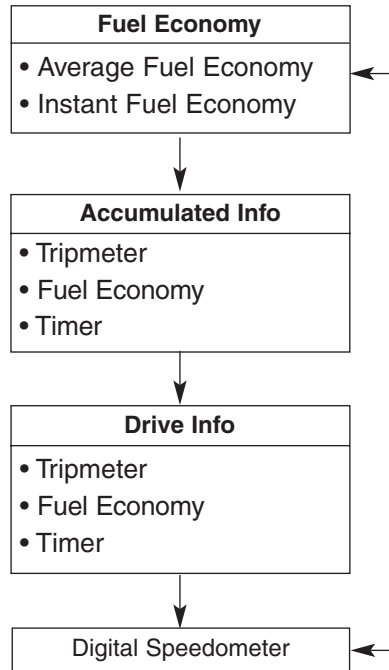 Fuel Economy
• Average Fuel Economy
• Instant Fuel Economy
Accumulated Info
• Tripmeter
• Fuel Economy
• Timer
Drive Info
• Tripmeter
• Fuel Economy
• Timer
Digital Speedometer